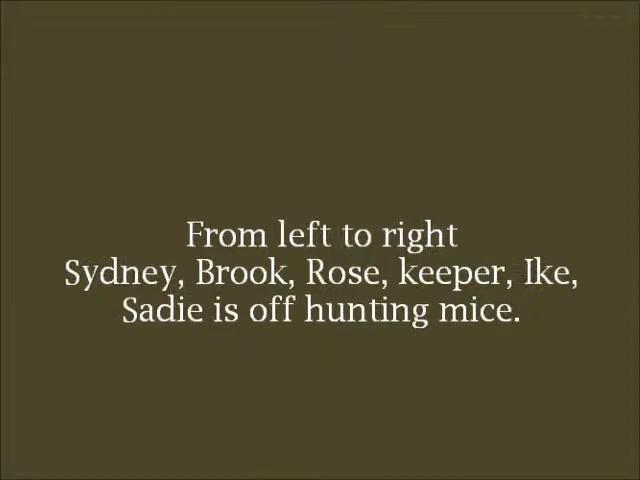 From left to right
Sydney, Brook, Rose, keeper, Ike,
Sadie is off hunting mice.